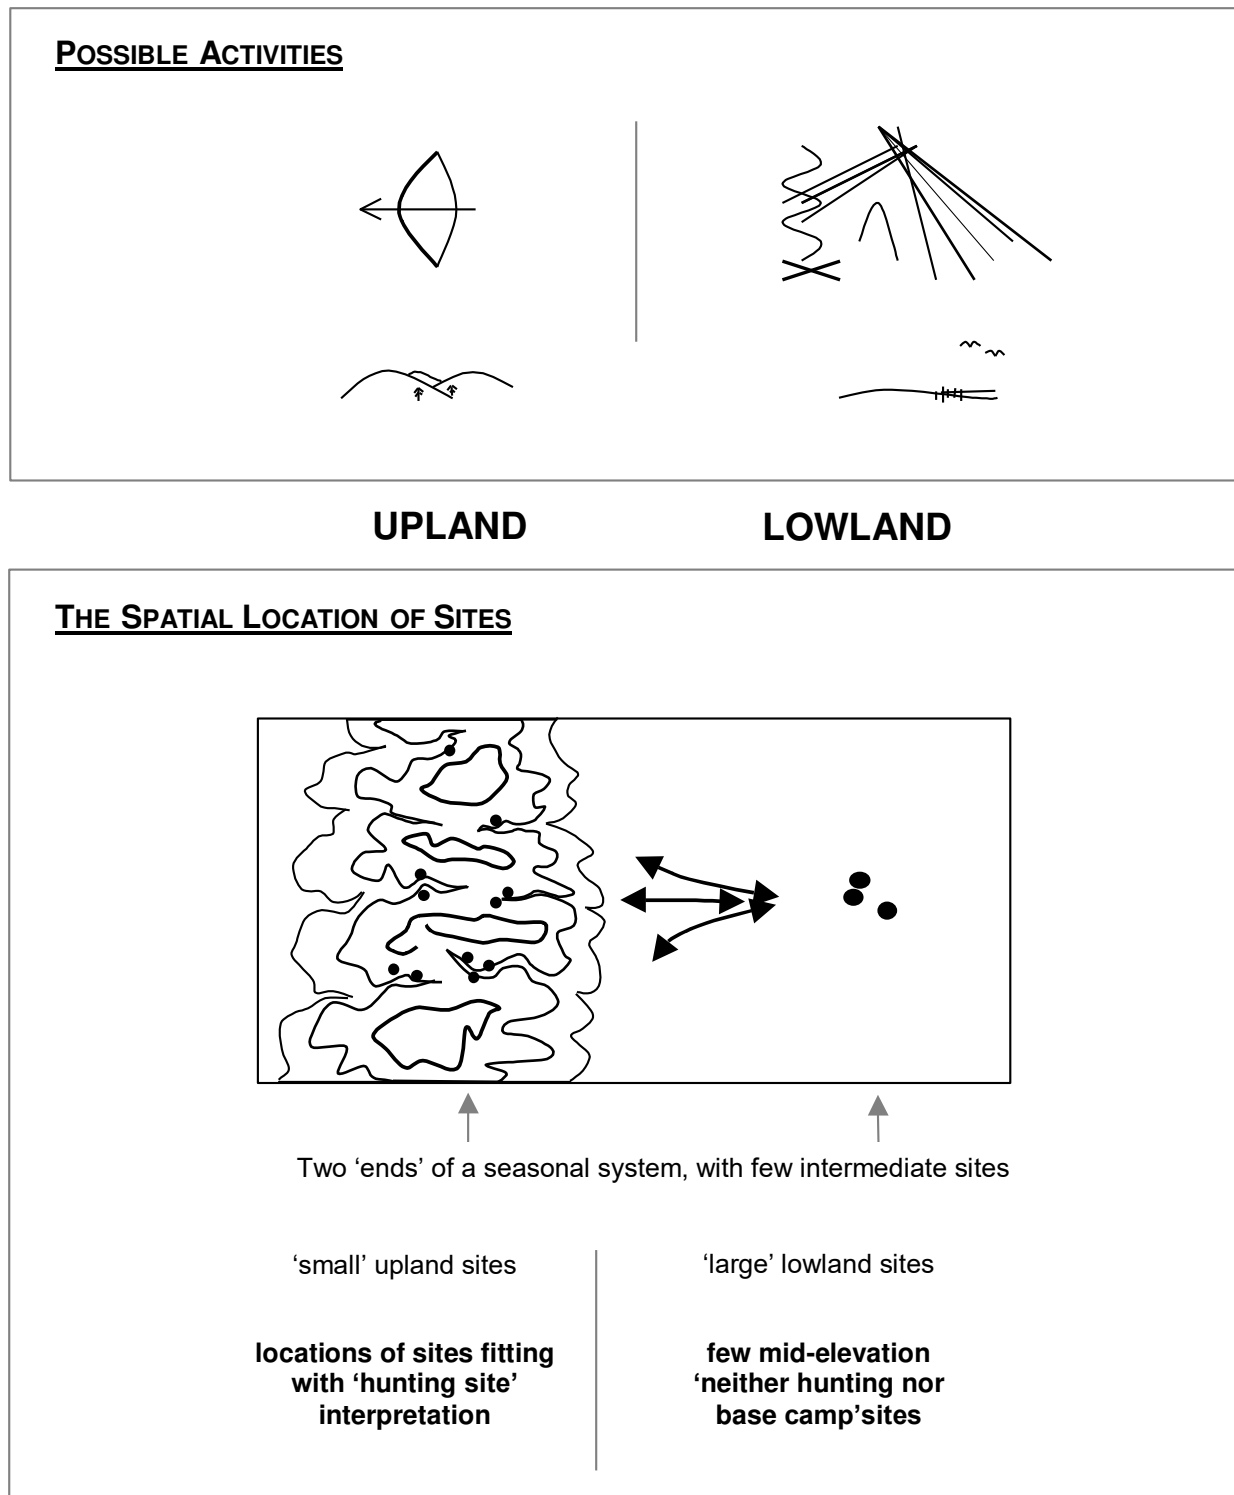 POSSIBLE ACTIVITIES
UPLAND
LOWLAND
THE SPATIAL LOCATION OF SITES
Two ‘ends’ of a seasonal system, with few intermediate sites
‘small’ upland sites
‘large’ lowland sites
locations of sites fitting
with ‘hunting site’
interpretation
few mid-elevation
‘neither hunting nor
base camp’sites